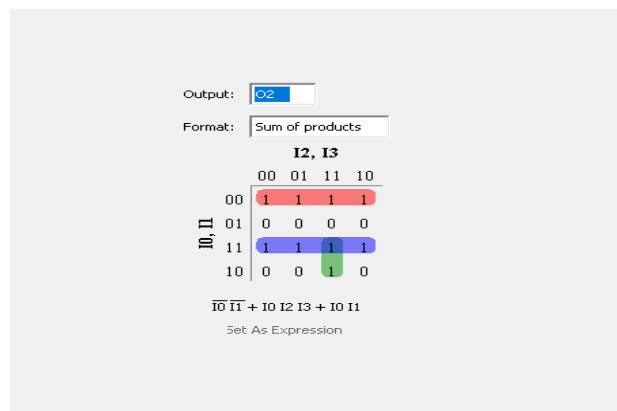 Output: O2
Format: Sum of products
I2, I3
00 01 11 10
00 1 1 1 1
I0, I1
01 0 0 0 0
11 1 1 1 1
10 0 0 1 0
I0 I1 + I0 I2 I3 + I0 I1
Set As Expression